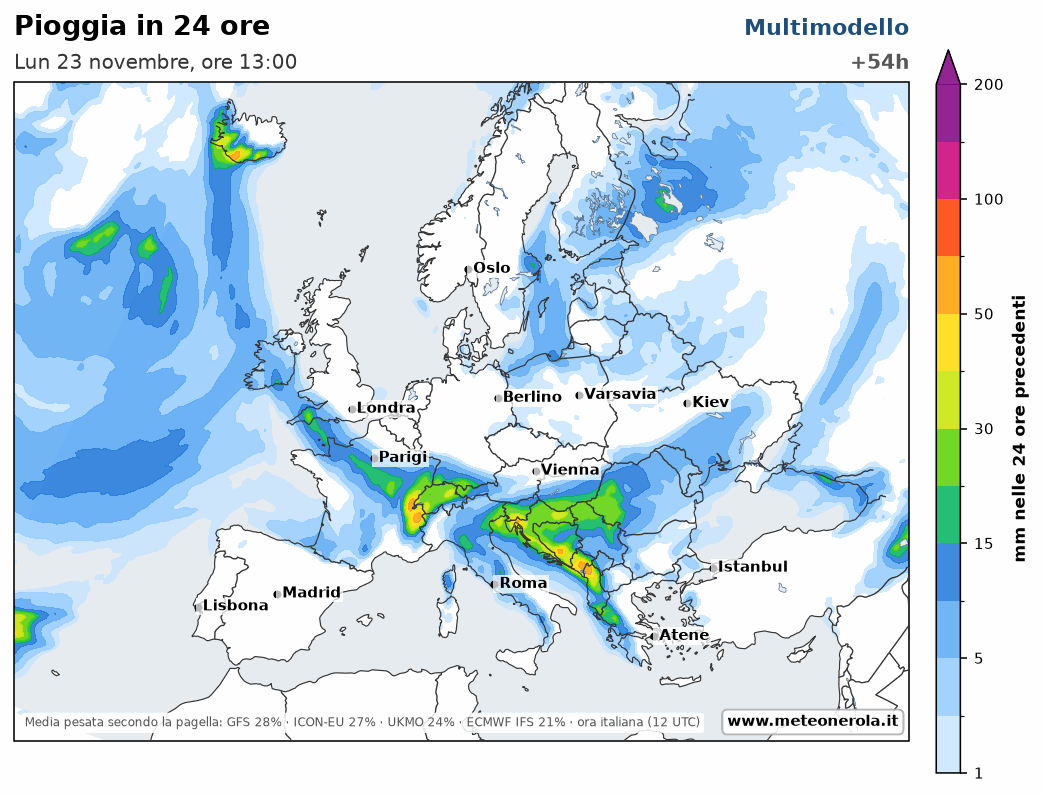 Pioggia in 24 ore
Multimodello
Lun 23 novembre, ore 13:00
+54h
200
100
50
30
15
5
1
mm nelle 24 ore precedenti
Oslo
Londra
Berlino
Varsavia
Kiev
Parigi
Vienna
Istanbul
Roma
Madrid
Lisbona
Atene
Media pesata secondo la pagella: GFS 28% · ICON-EU 27% · UKMO 24% · ECMWF IFS 21% · ora italiana (12 UTC)
www.meteonerola.it